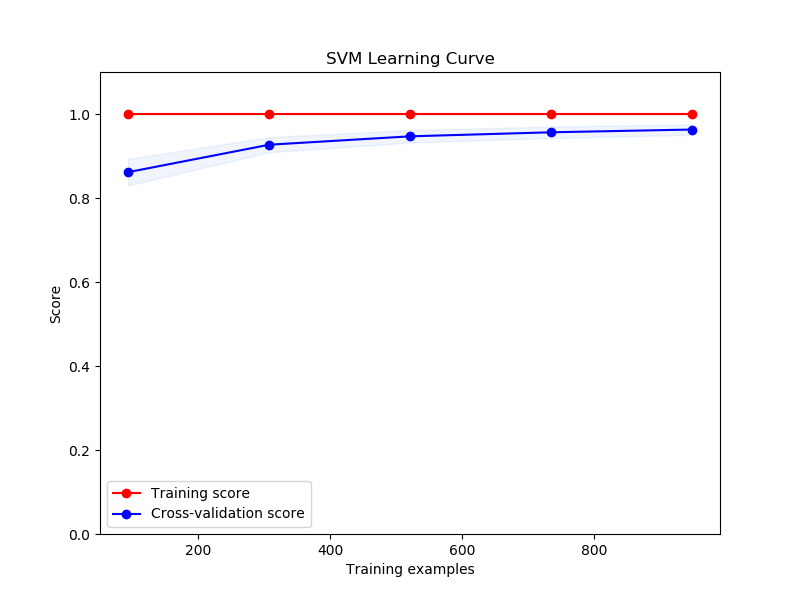 SVM Learning Curve
1.0
0.8
0.6
0.4
0.2
0.0
Score
Training score
Cross-validation score
200 400 600 800
Training examples